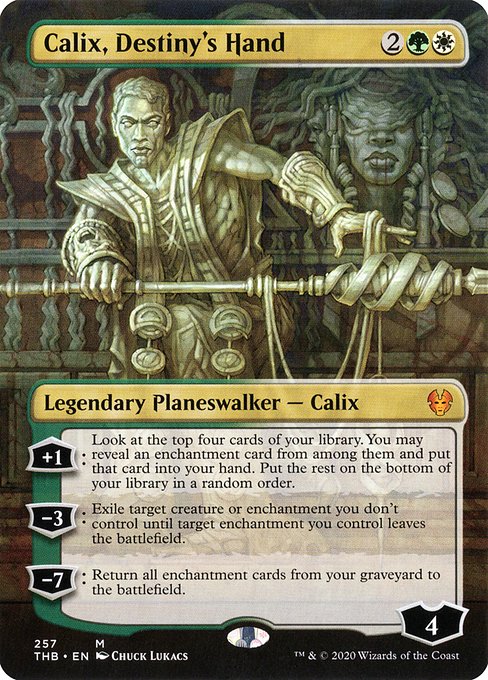 Calix, Destiny's Hand 2
Legendary Planeswalker — Calix
+1
Look at the top four cards of your library. You may
reveal an enchantment card from among them and put
that card into your hand. Put the rest on the bottom of
your library in a random order.
−3
Exile target creature or enchantment you don't
control until target enchantment you control leaves
the battlefield.
−7
Return all enchantment cards from your graveyard to
the battlefield.
4
257 M
THB • EN Chuck Lukacs
™ & © 2020 Wizards of the Coast